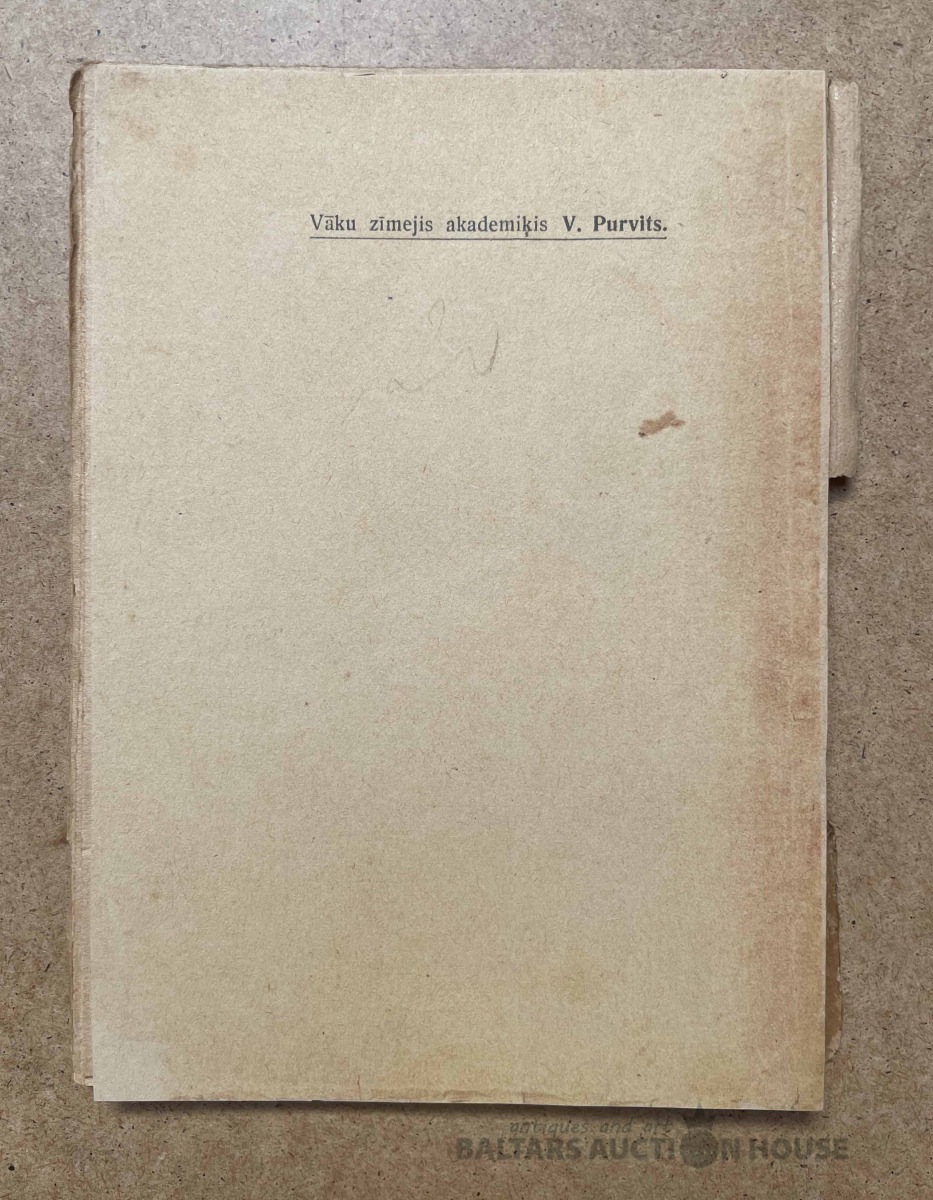 Vāku zīmejis akademiķis V. Purvits.
antiques and art
BALTARS AUCTION HOUSE